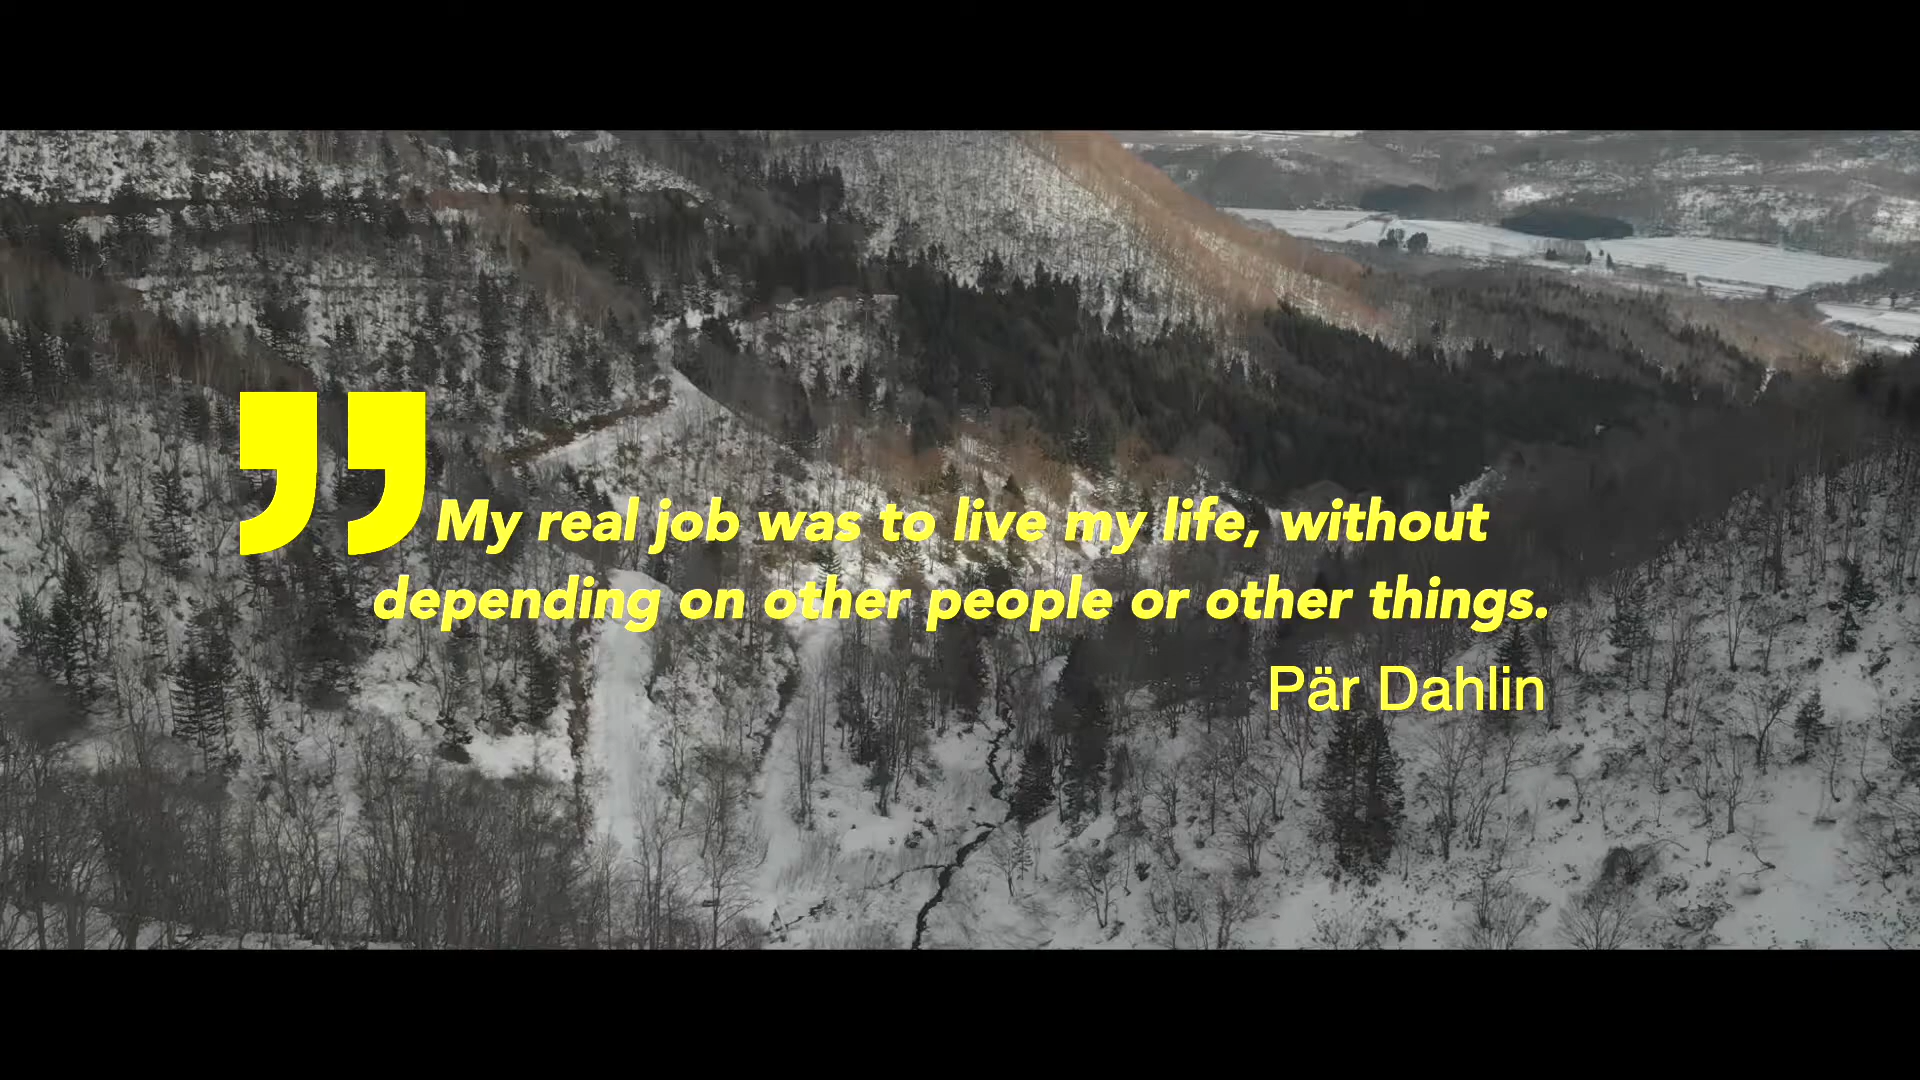 ”My real job was to live my life, without
depending on other people or other things.
Pär Dahlin